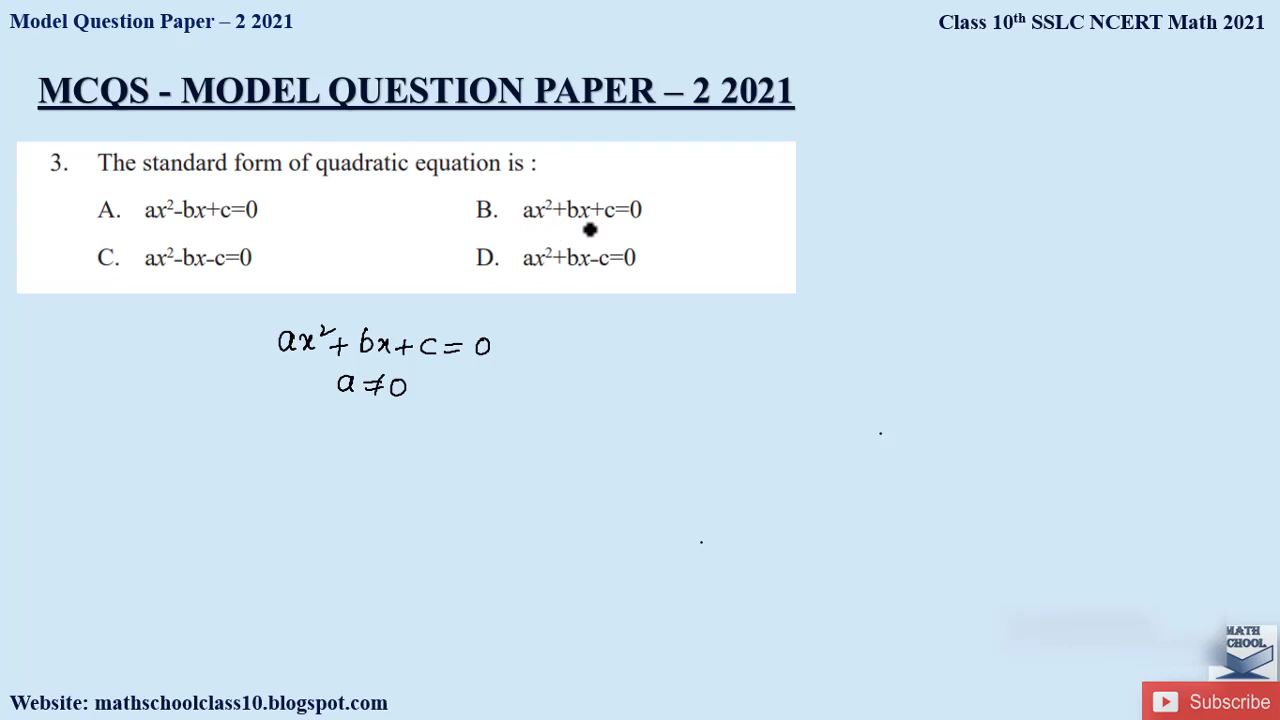 Model Question Paper – 2 2021
Class 10th SSLC NCERT Math 2021
MCQS - MODEL QUESTION PAPER – 2 2021
3. The standard form of quadratic equation is :
A. ax²-bx+c=0 B. ax²+bx+c=0
C. ax²-bx-c=0 D. ax²+bx-c=0
ax²+bx+c=0
a≠0
MATH
CHOOL
Website: mathschoolclass10.blogspot.com
Subscribe